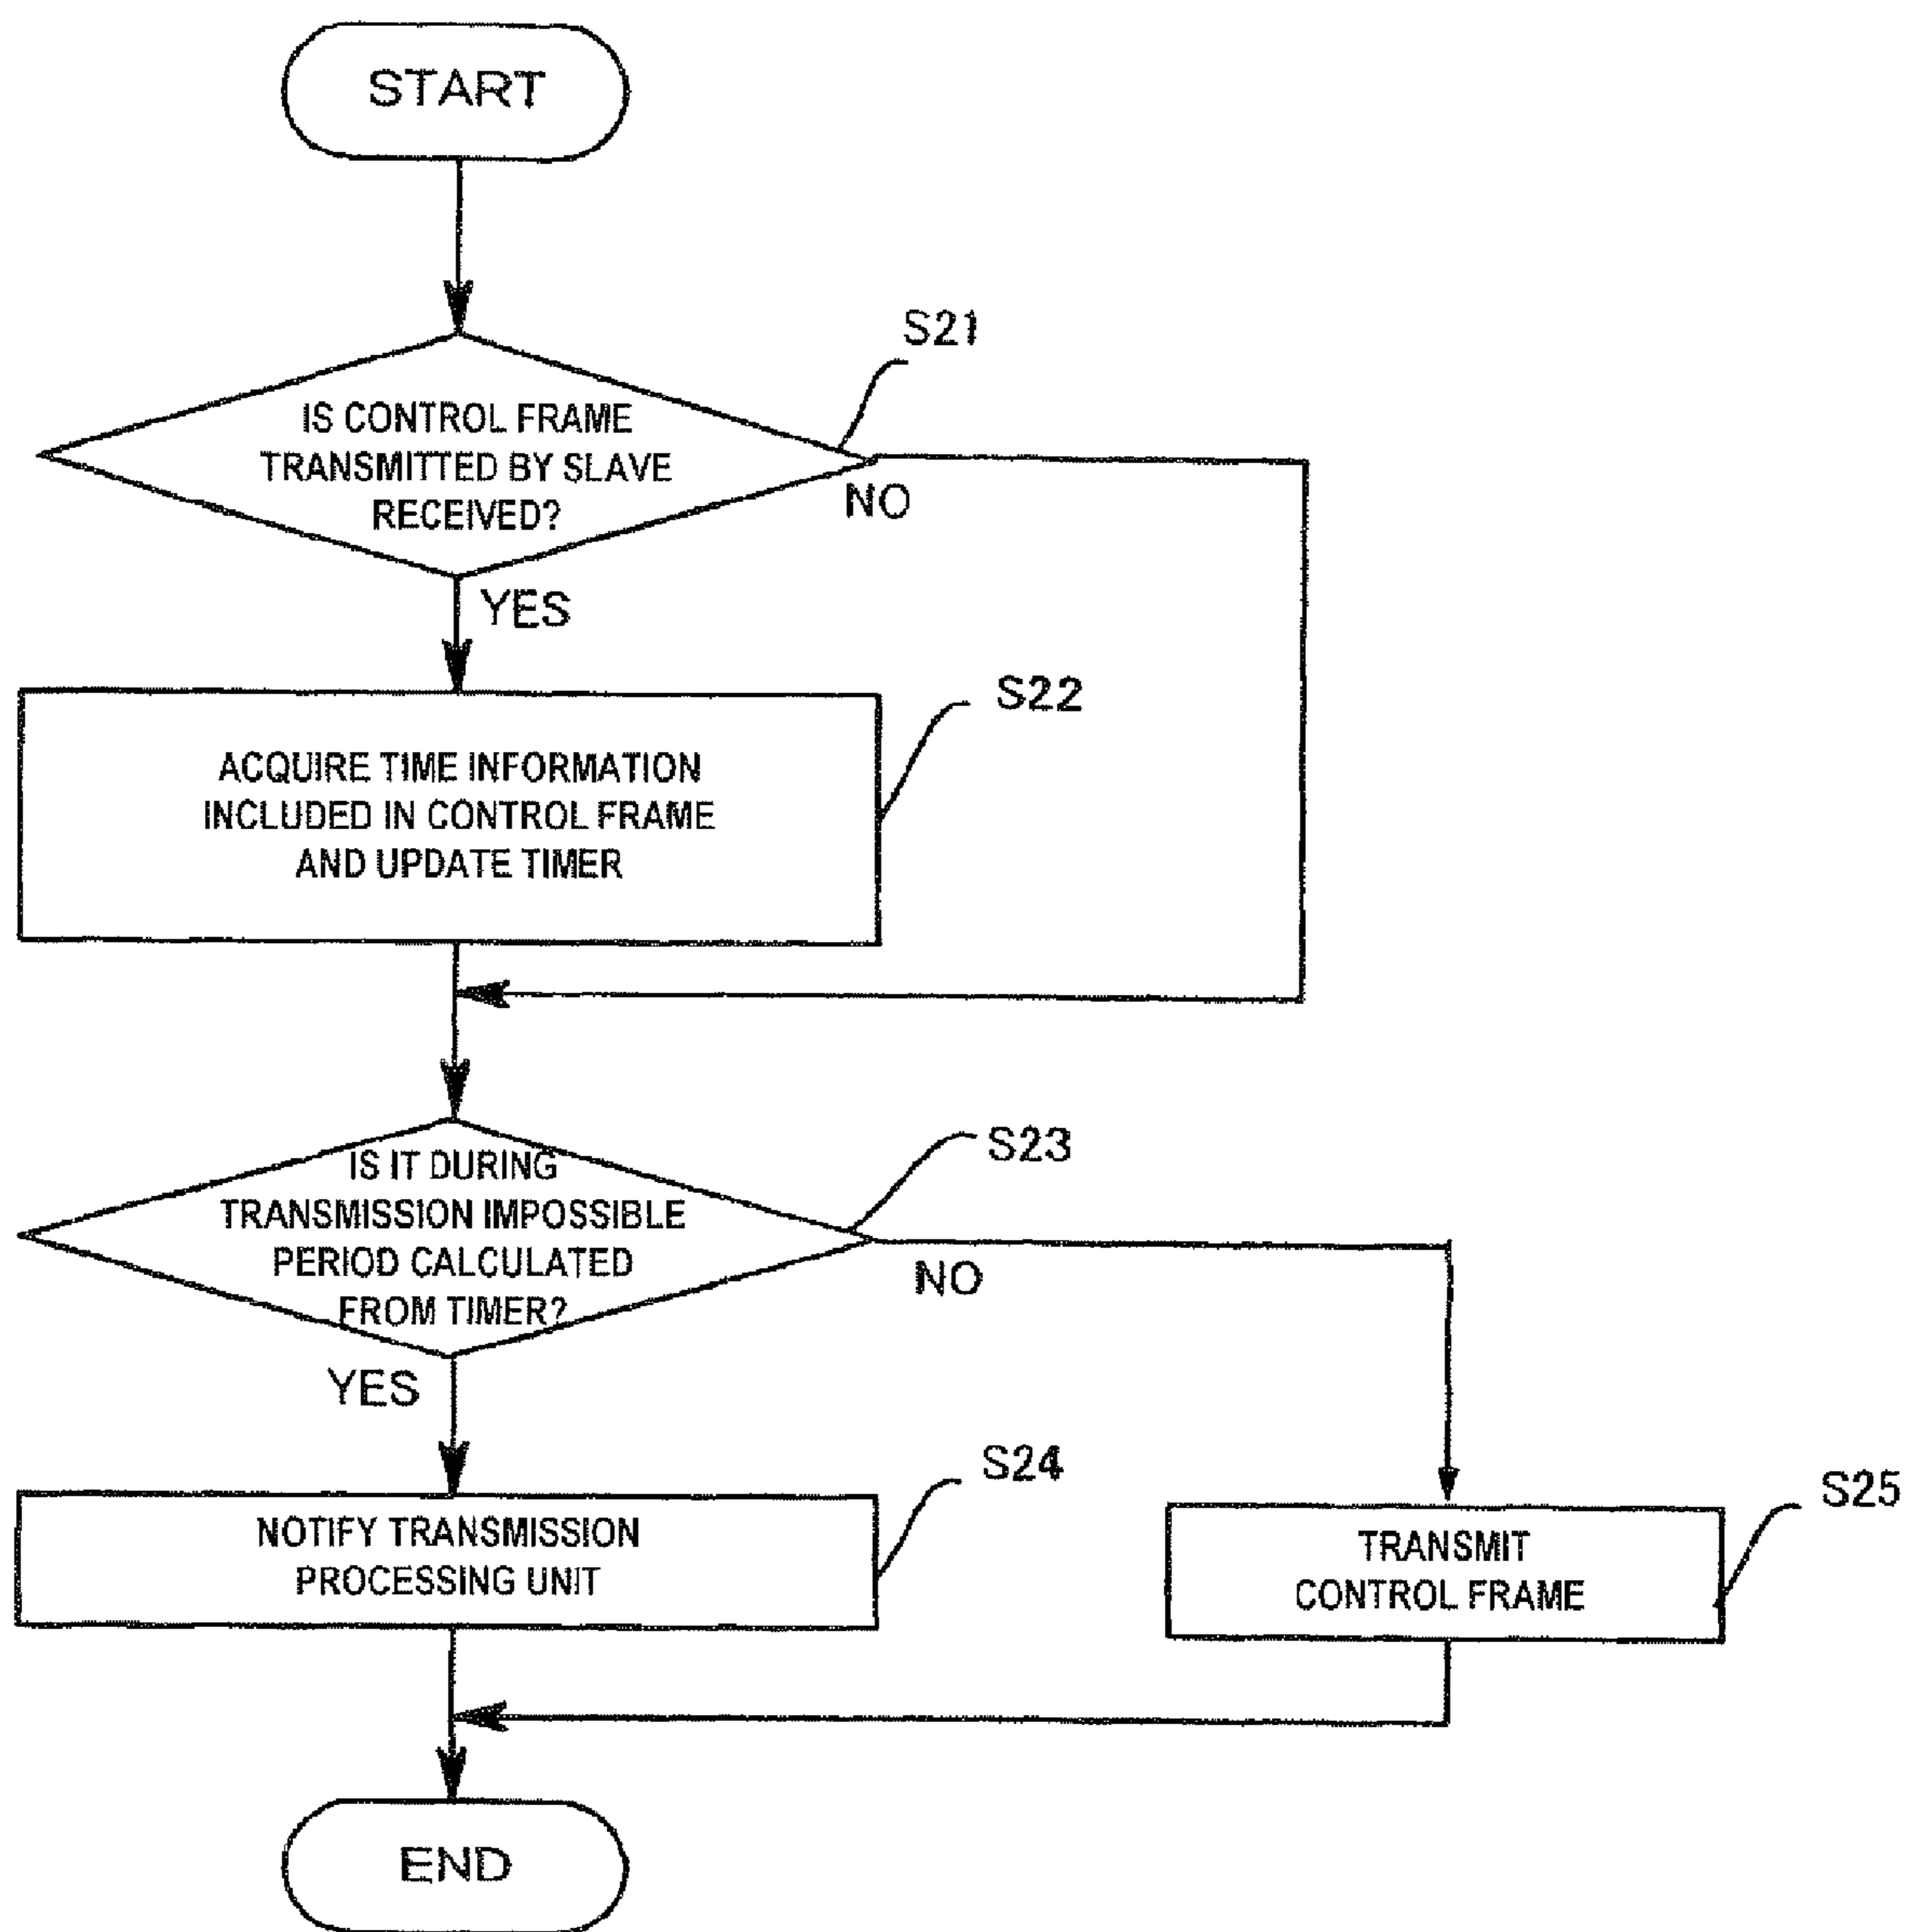 START
S21
IS CONTROL FRAME
TRANSMITTED BY SLAVE
RECEIVED?
NO
YES
S22
ACQUIRE TIME INFORMATION
INCLUDED IN CONTROL FRAME
AND UPDATE TIMER
S23
IS IT DURING
TRANSMISSION IMPOSSIBLE
PERIOD CALCULATED
FROM TIMER?
NO
YES
S24
NOTIFY TRANSMISSION
PROCESSING UNIT
S25
TRANSMIT
CONTROL FRAME
END